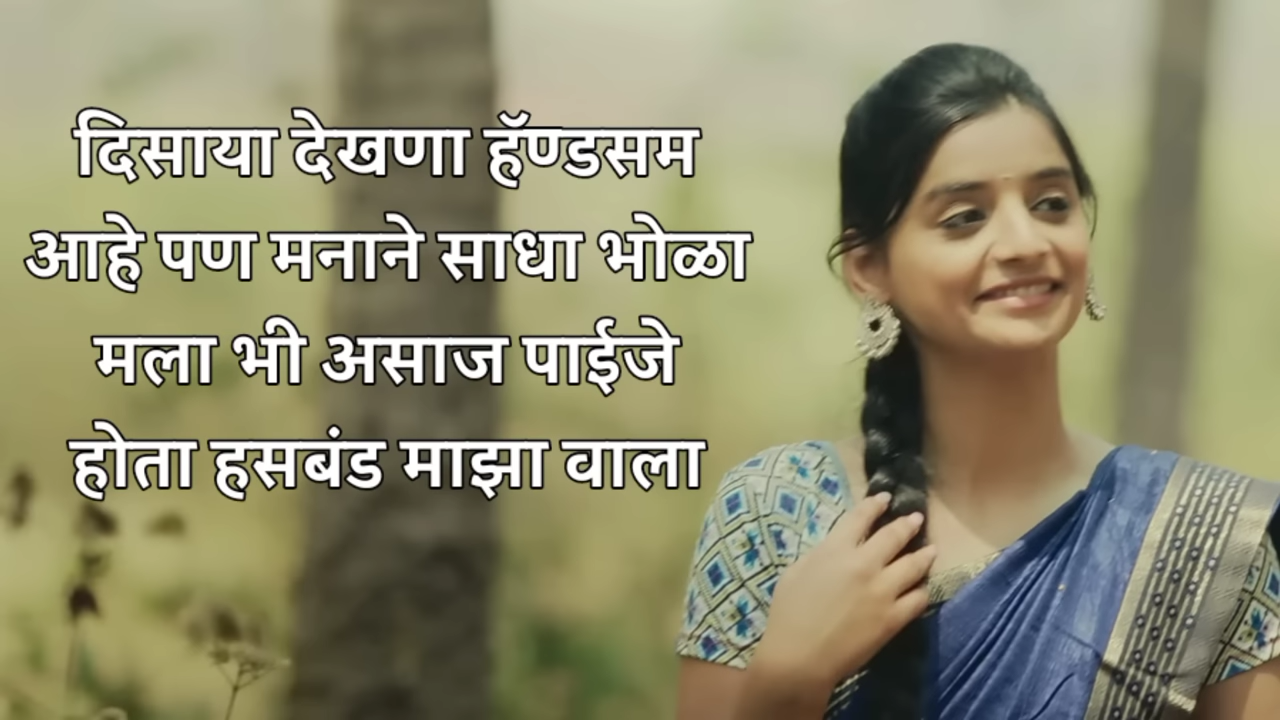 दिसाया देखणा हॅण्डसम
आहे पण मनाने साधा भोळा
मला भी असाज पाईजे
होता हसबंड माझा वाला